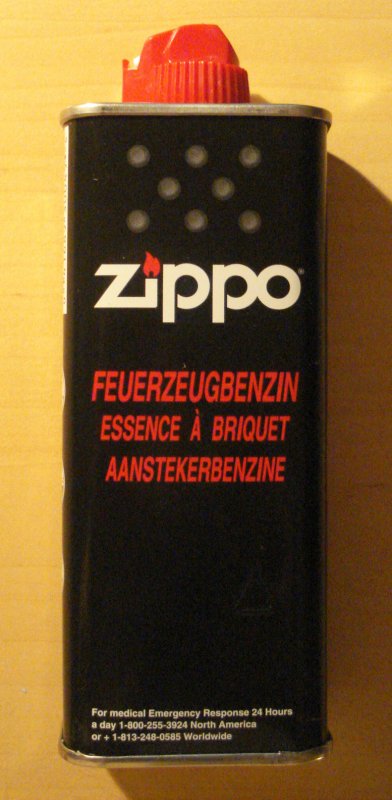 zippo®
FEUERZEUGBENZIN
ESSENCE À BRIQUET
AANSTEKERBENZINE
For medical Emergency Response 24 Hours
a day 1-800-255-3924 North America
or + 1-813-248-0585 Worldwide